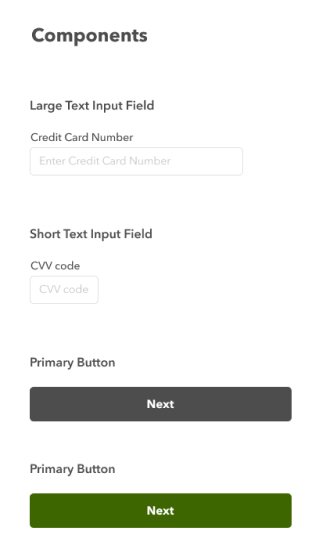 Components
Large Text Input Field
Credit Card Number
Enter Credit Card Number
Short Text Input Field
CVV code
CVV code
Primary Button
Next
Primary Button
Next